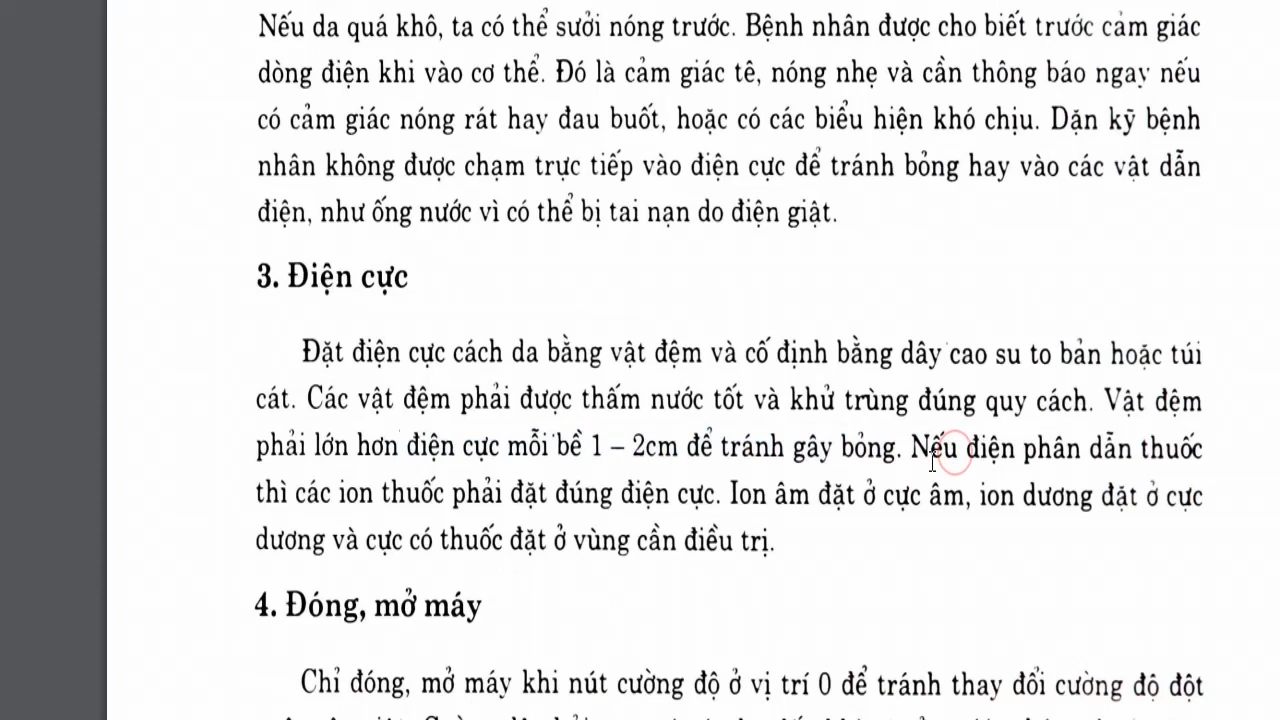 Nếu da quá khô, ta có thể sưởi nóng trước. Bệnh nhân được cho biết trước cảm giác
dòng điện khi vào cơ thể. Đó là cảm giác tê, nóng nhẹ và cần thông báo ngay nếu
có cảm giác nóng rát hay đau buốt, hoặc có các biểu hiện khó chịu. Dặn kỹ bệnh
nhân không được chạm trực tiếp vào điện cực để tránh bỏng hay vào các vật dẫn
điện, như ống nước vì có thể bị tai nạn do điện giật.
3. Điện cực
Đặt điện cực cách da bằng vật đệm và cố định bằng dây cao su to bản hoặc túi
cát. Các vật đệm phải được thấm nước tốt và khử trùng đúng quy cách. Vật đệm
phải lớn hơn điện cực mỗi bề 1 – 2cm để tránh gây bỏng. Nếu điện phân dẫn thuốc
thì các ion thuốc phải đặt đúng điện cực. Ion âm đặt ở cực âm, ion dương đặt ở cực
dương và cực có thuốc đặt ở vùng cần điều trị.
4. Đóng, mở máy
Chỉ đóng, mở máy khi nút cường độ ở vị trí 0 để tránh thay đổi cường độ đột